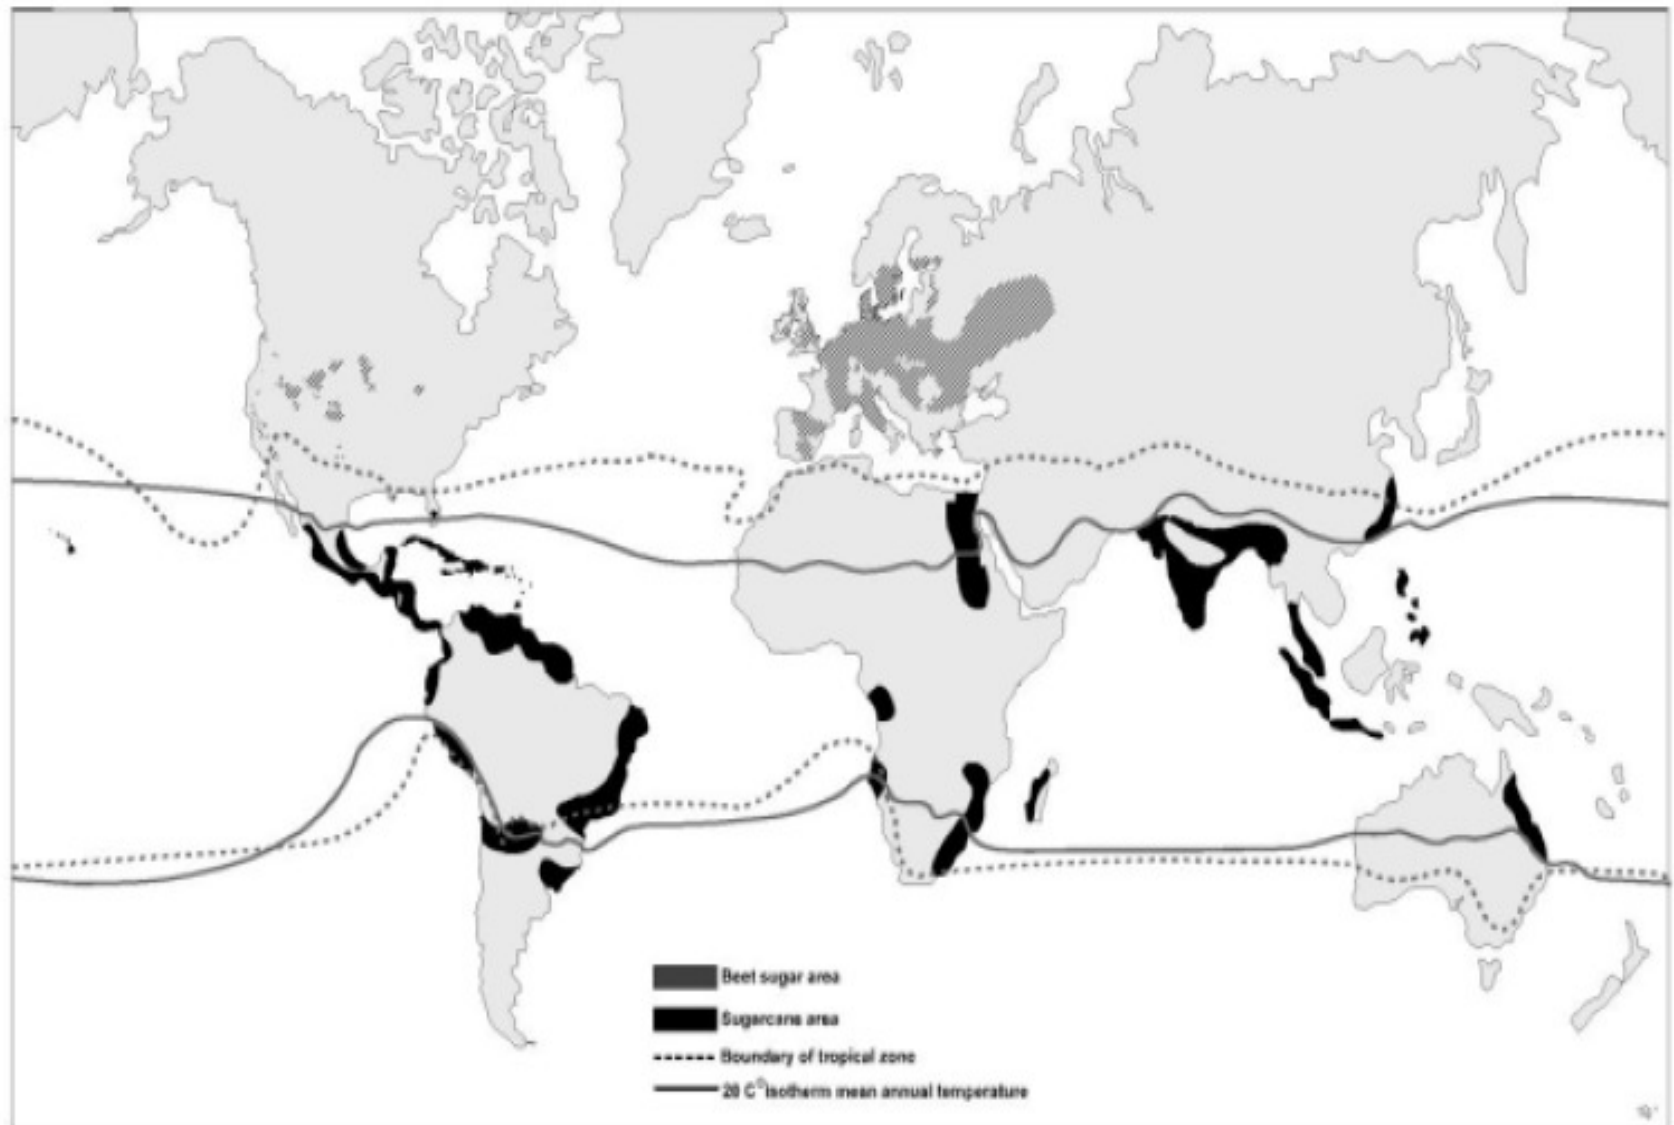 Beet sugar area
Sugarcane area
Boundary of tropical zone
20 C° isotherm mean annual temperature